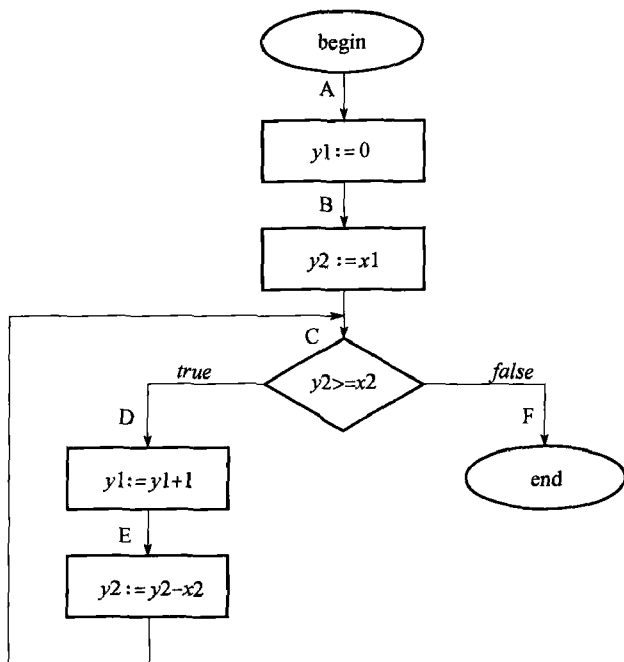 begin
A
y1:=0
B
y2:=x1
C
true
y2>=x2
false
D
F
y1:=y1+1
end
E
y2:=y2-x2